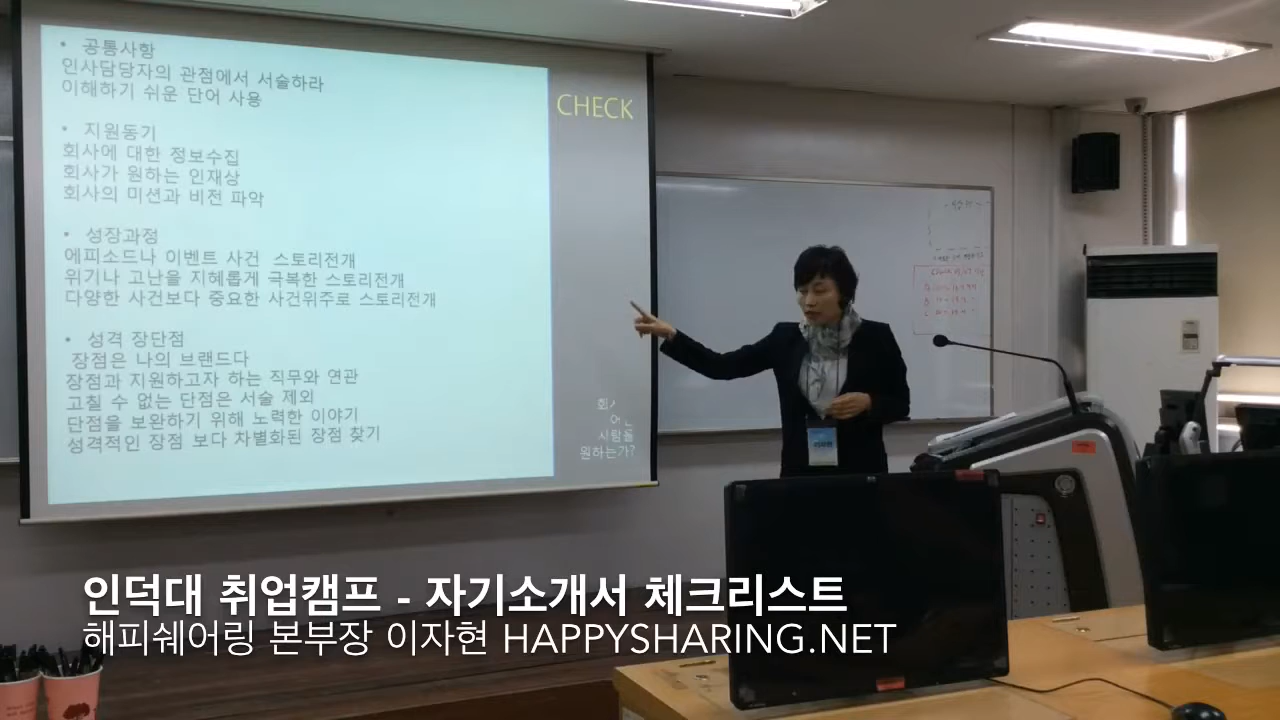 • 공통사항
인사담당자의 관점에서 서술하라
이해하기 쉬운 단어 사용
• 지원동기
회사에 대한 정보수집
회사가 원하는 인재상
회사의 미션과 비전 파악
• 성장과정
에피소드나 이벤트 사건 스토리전개
위기나 고난을 지혜롭게 극복한 스토리전개
다양한 사건보다 중요한 사건위주로 스토리전개
• 성격 장단점
장점은 나의 브랜드다
장점과 지원하고자 하는 직무와 연관
고칠 수 없는 단점은 서술 제외
단점을 보완하기 위해 노력한 이야기
성격적인 장점 보다 차별화된 장점 찾기
CHECK
사람을
원하는가?
인덕대 취업캠프 - 자기소개서 체크리스트
해피쉐어링 본부장 이자현 HAPPYSHARING.NET